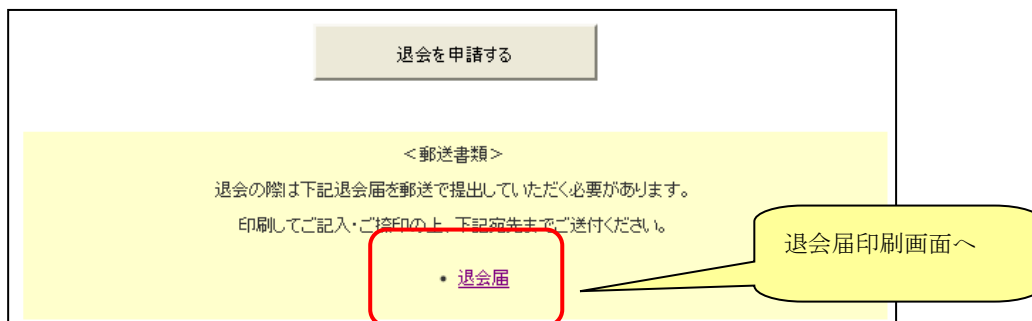 退会を申請する
<郵送書類>
退会の際は下記退会届を郵送で提出していただく必要があります。
印刷してご記入・ご捺印の上、下記宛先までご送付ください。
• 退会届
退会届印刷画面へ